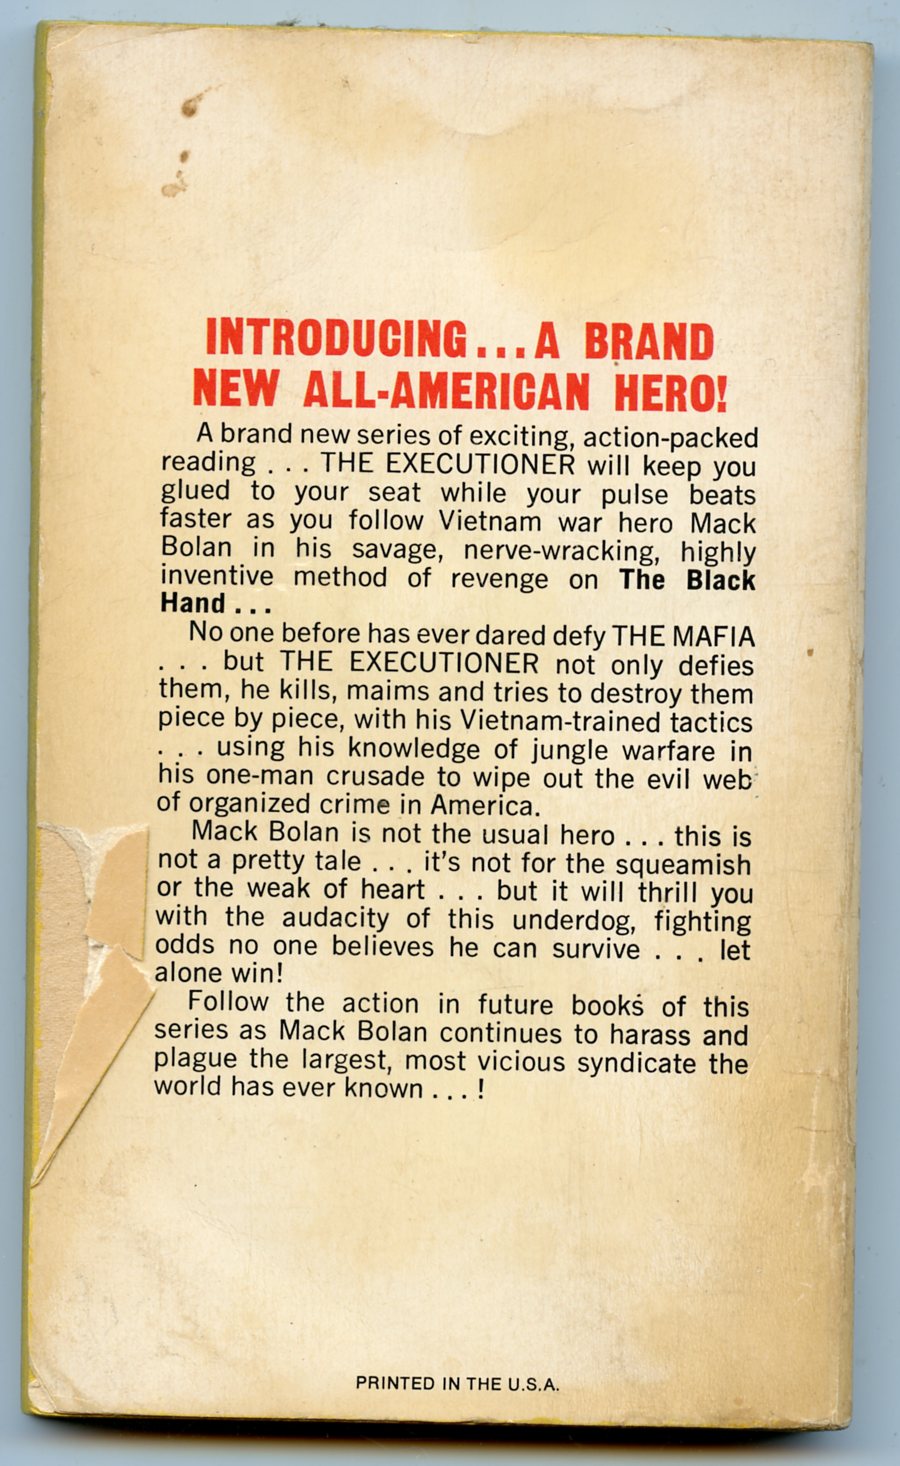 INTRODUCING...A BRAND
NEW ALL-AMERICAN HERO!
A brand new series of exciting, action-packed
reading . . . THE EXECUTIONER will keep you
glued to your seat while your pulse beats
faster as you follow Vietnam war hero Mack
Bolan in his savage, nerve-wracking, highly
inventive method of revenge on The Black
Hand . . .
No one before has ever dared defy THE MAFIA
. . . but THE EXECUTIONER not only defies
them, he kills, maims and tries to destroy them
piece by piece, with his Vietnam-trained tactics
. . . using his knowledge of jungle warfare in
his one-man crusade to wipe out the evil web
of organized crime in America.
Mack Bolan is not the usual hero . . . this is
not a pretty tale . . . it's not for the squeamish
or the weak of heart . . . but it will thrill you
with the audacity of this underdog, fighting
odds no one believes he can survive . . . let
alone win!
Follow the action in future books of this
series as Mack Bolan continues to harass and
plague the largest, most vicious syndicate the
world has ever known . . . !
PRINTED IN THE U.S.A.